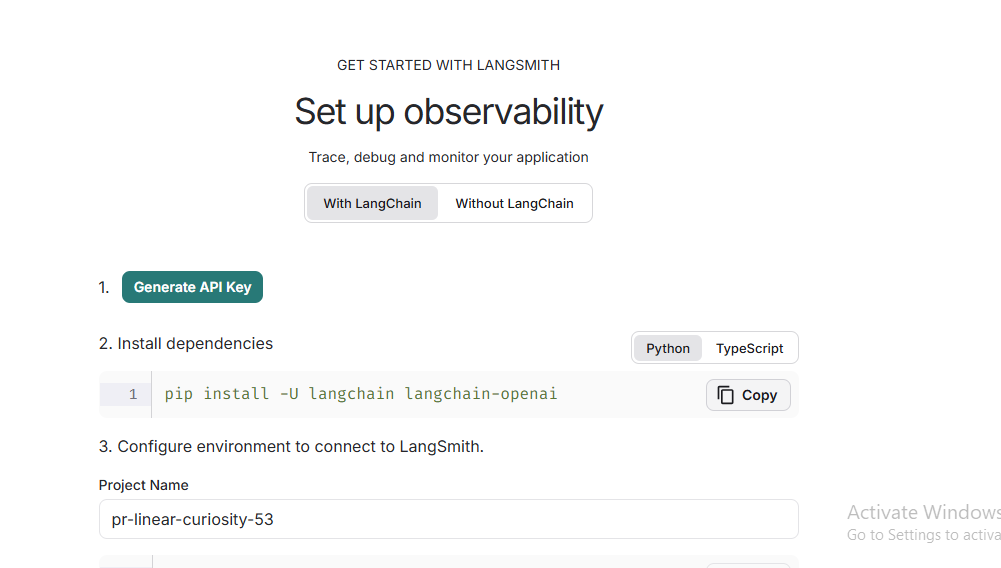 GET STARTED WITH LANGSMITH
Set up observability
Trace, debug and monitor your application
With LangChain Without LangChain
1. Generate API Key
2. Install dependencies
Python TypeScript
1 pip install -U langchain langchain-openai
Copy
3. Configure environment to connect to LangSmith.
Project Name
pr-linear-curiosity-53
Activate Windows
Go to Settings to activa